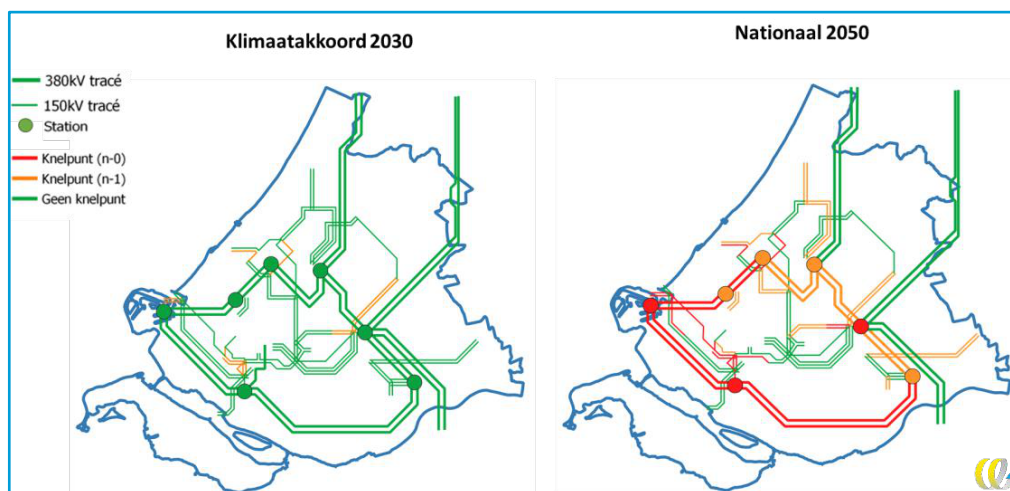 Klimaatakkoord 2030
Nationaal 2050
380kV tracé
150kV tracé
Station
Knelpunt (n-0)
Knelpunt (n-1)
Geen knelpunt